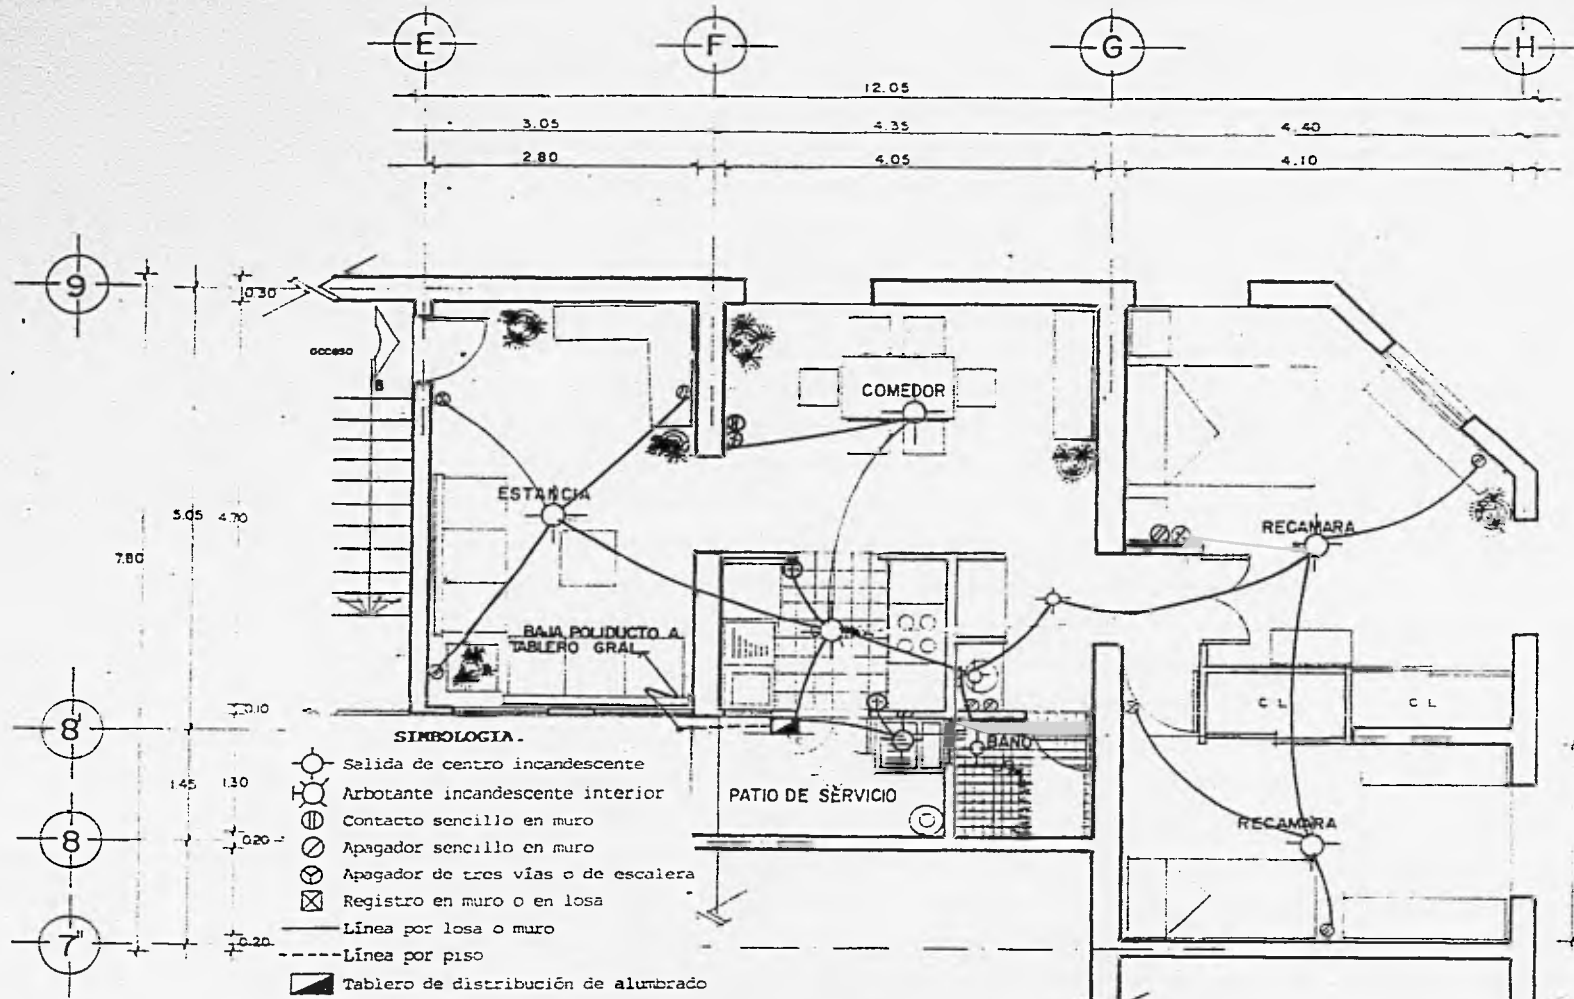 E F G H
12.05
3.05 4.35 4.40
2.80 4.05 4.10
9
0.30
acceso
B
COMEDOR
ESTANCIA
RECAMARA
5.05 4.70
7.80
BAJA POLIDUCTO A
TABLERO GRAL.
C L C L
0.10
8'
SIMBOLOGIA.
BAÑO
Salida de centro incandescente
1.45 1.30
Arbotante incandescente interior
PATIO DE SERVICIO
Contacto sencillo en muro
RECAMARA
8
0.20
Apagador sencillo en muro
Apagador de tres vías o de escalera
Registro en muro o en losa
Línea por losa o muro
7"
0.20
Línea por piso
Tablero de distribución de alumbrado